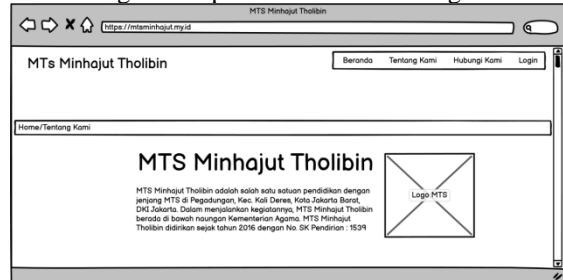 MTS Minhajut Tholibin
https://mtsminhajut.my.id
MTs Minhajut Tholibin
Beranda Tentang Kami Hubungi Kami Login
Home/Tentang Kami
MTS Minhajut Tholibin
MTS Minhajut Tholibin adalah salah satu satuan pendidikan dengan
jenjang MTS di Pegadungan, Kec. Kali Deres, Kota Jakarta Barat,
DKI Jakarta. Dalam menjalankan kegiatannya, MTS Minhajut Tholibin
berada di bawah naungan Kementerian Agama. MTS Minhajut
Tholibin didirikan sejak tahun 2016 dengan No. SK Pendirian : 1539
Logo MTS